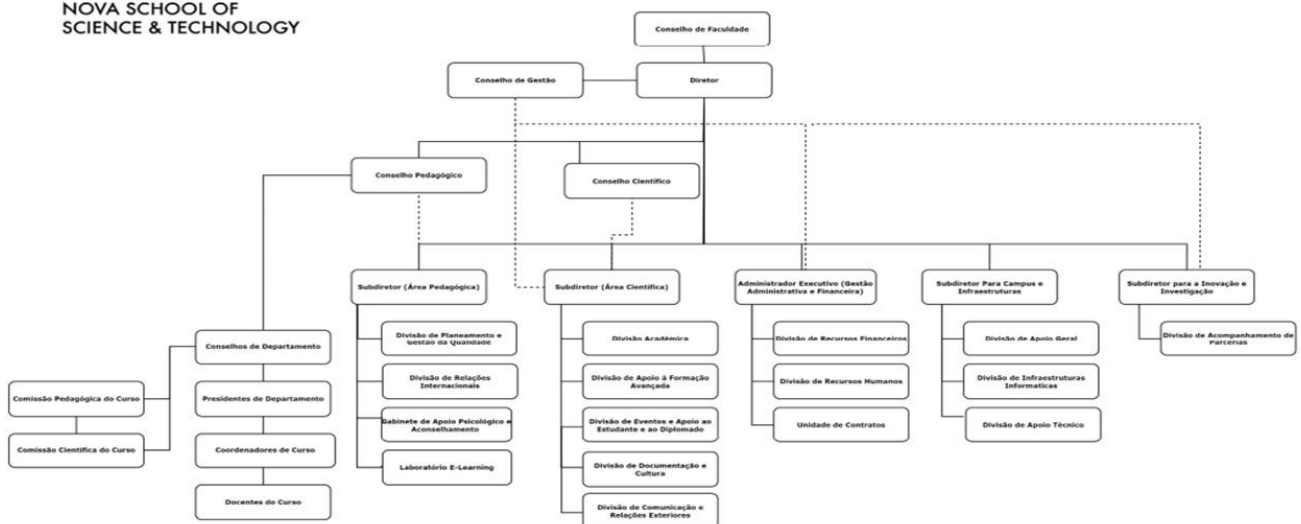 NOVA SCHOOL OF
SCIENCE & TECHNOLOGY
Conselho de Faculdade
Conselho de Gestão
Diretor
Conselho Pedagógico
Conselho Científico
Subdiretor (Área Pedagógica)
Subdiretor (Área Científica)
Administrador Executivo (Gestão
Administrativa e Financeira)
Subdiretor Para Campus e
Infraestruturas
Subdiretor para a Inovação e
Investigação
Divisão de Planeamento e
Gestão da Qualidade
Divisão de Relações
Internacionais
Gabinete de Apoio Psicológico e
Aconselhamento
Laboratório E-Learning
Divisão Académica
Divisão de Apoio à Formação
Avançada
Divisão de Eventos e Apoio ao
Estudante e ao Diplomado
Divisão de Documentação e
Cultura
Divisão de Comunicação e
Relações Exteriores
Divisão de Recursos Financeiros
Divisão de Recursos Humanos
Unidade de Contratos
Divisão de Apoio Geral
Divisão de Infraestruturas
Informaticas
Divisão de Apoio Tècnico
Divisão de Acompanhamento de
Parcerias
Conselhos de Departamento
Presidentes de Departamento
Coordenadores de Curso
Docentes do Curso
Comissão Pedagógica do Curso
Comissão Cientifica do Curso